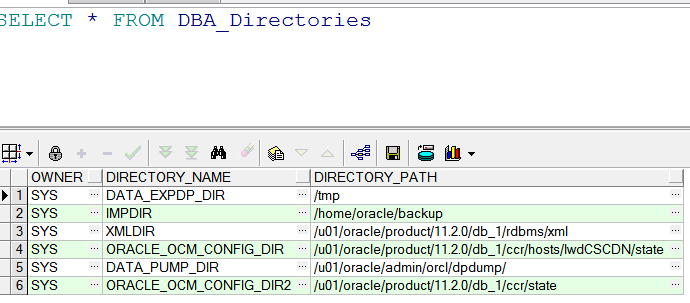 SELECT * FROM DBA_Directories
OWNER DIRECTORY_NAME DIRECTORY_PATH
1 SYS DATA_EXPDP_DIR /tmp
2 SYS IMPDIR /home/oracle/backup
3 SYS XMLDIR /u01/oracle/product/11.2.0/db_1/rdbms/xml
4 SYS ORACLE_OCM_CONFIG_DIR /u01/oracle/product/11.2.0/db_1/ccr/hosts/lwdCSCDN/state
5 SYS DATA_PUMP_DIR /u01/oracle/admin/orcl/dpdump/
6 SYS ORACLE_OCM_CONFIG_DIR2 /u01/oracle/product/11.2.0/db_1/ccr/state